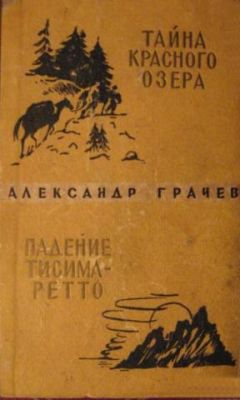 ТАЙНА
КРАСНОГО
ОЗЕРА
АЛЕКСАНДР ГРАЧЕВ
ПАДЕНИЕ
ТИСИМА-
РЕТТО